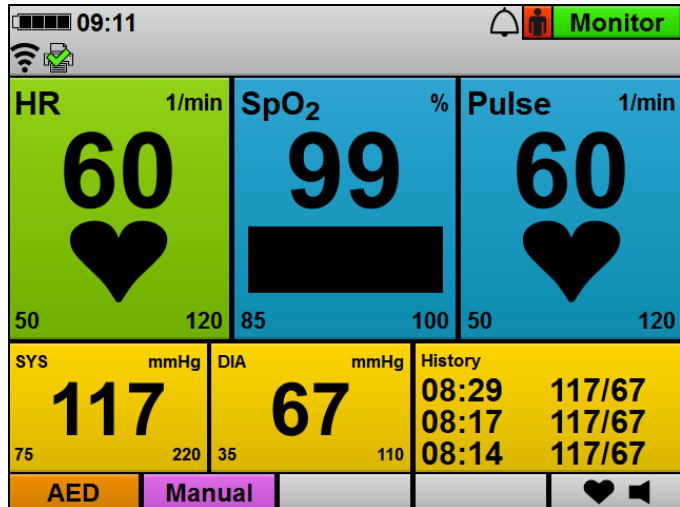 09:11 Monitor
HR 1/min SpO₂ % Pulse 1/min
60 99 60
50 120 85 100 50 120
SYS mmHg DIA mmHg History
117 67
08:29 117/67
08:17 117/67
08:14 117/67
75 220 35 110
AED Manual